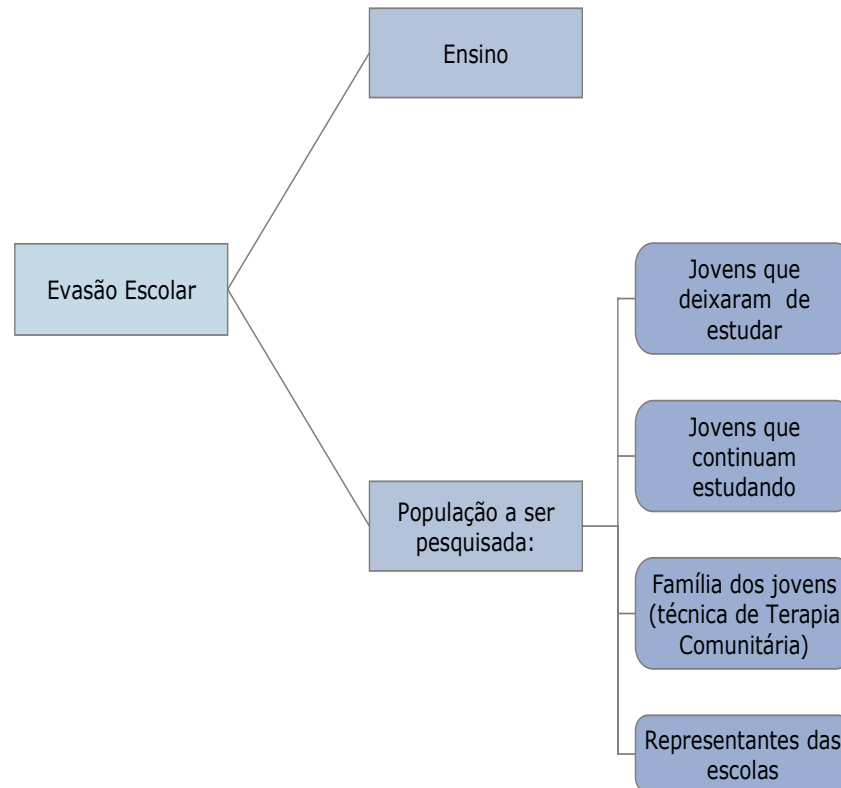 Ensino
Evasão Escolar
População a ser
pesquisada:
Jovens que
deixaram de
estudar
Jovens que
continuam
estudando
Família dos jovens
(técnica de Terapia
Comunitária)
Representantes das
escolas